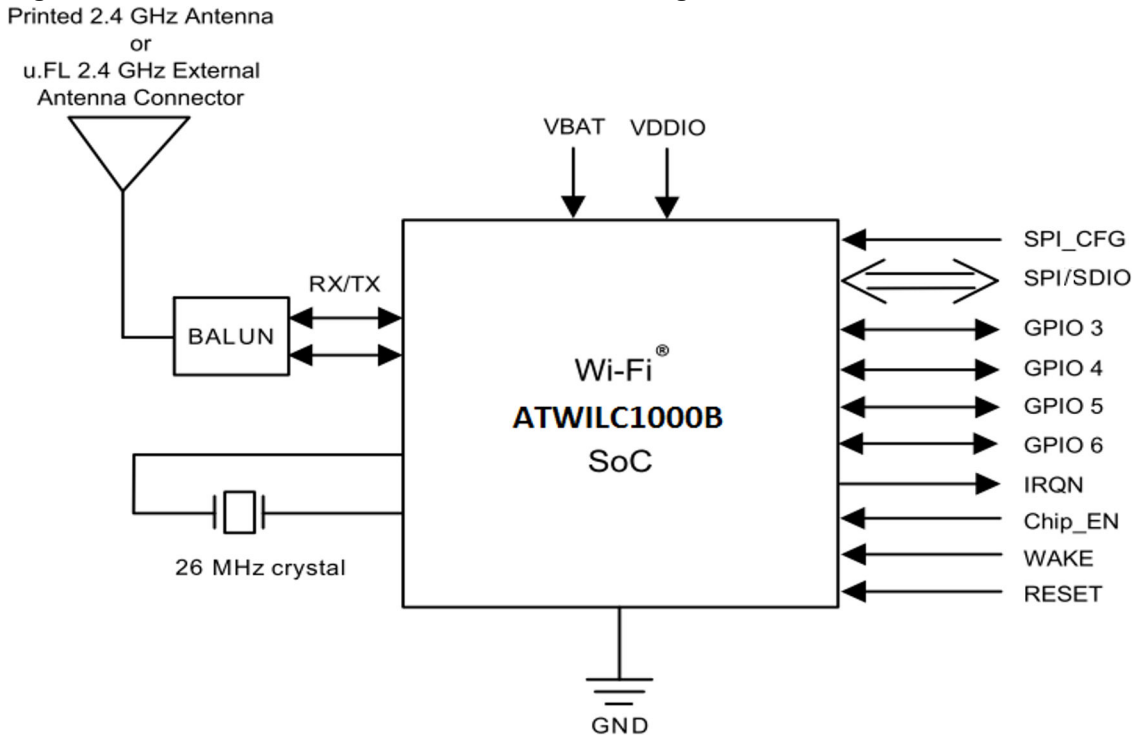 Printed 2.4 GHz Antenna
or
u.FL 2.4 GHz External
Antenna Connector
VBAT
VDDIO
RX/TX
BALUN
Wi-Fi®
ATWILC1000B
SoC
26 MHz crystal
SPI_CFG
SPI/SDIO
GPIO 3
GPIO 4
GPIO 5
GPIO 6
IRQN
Chip_EN
WAKE
RESET
GND